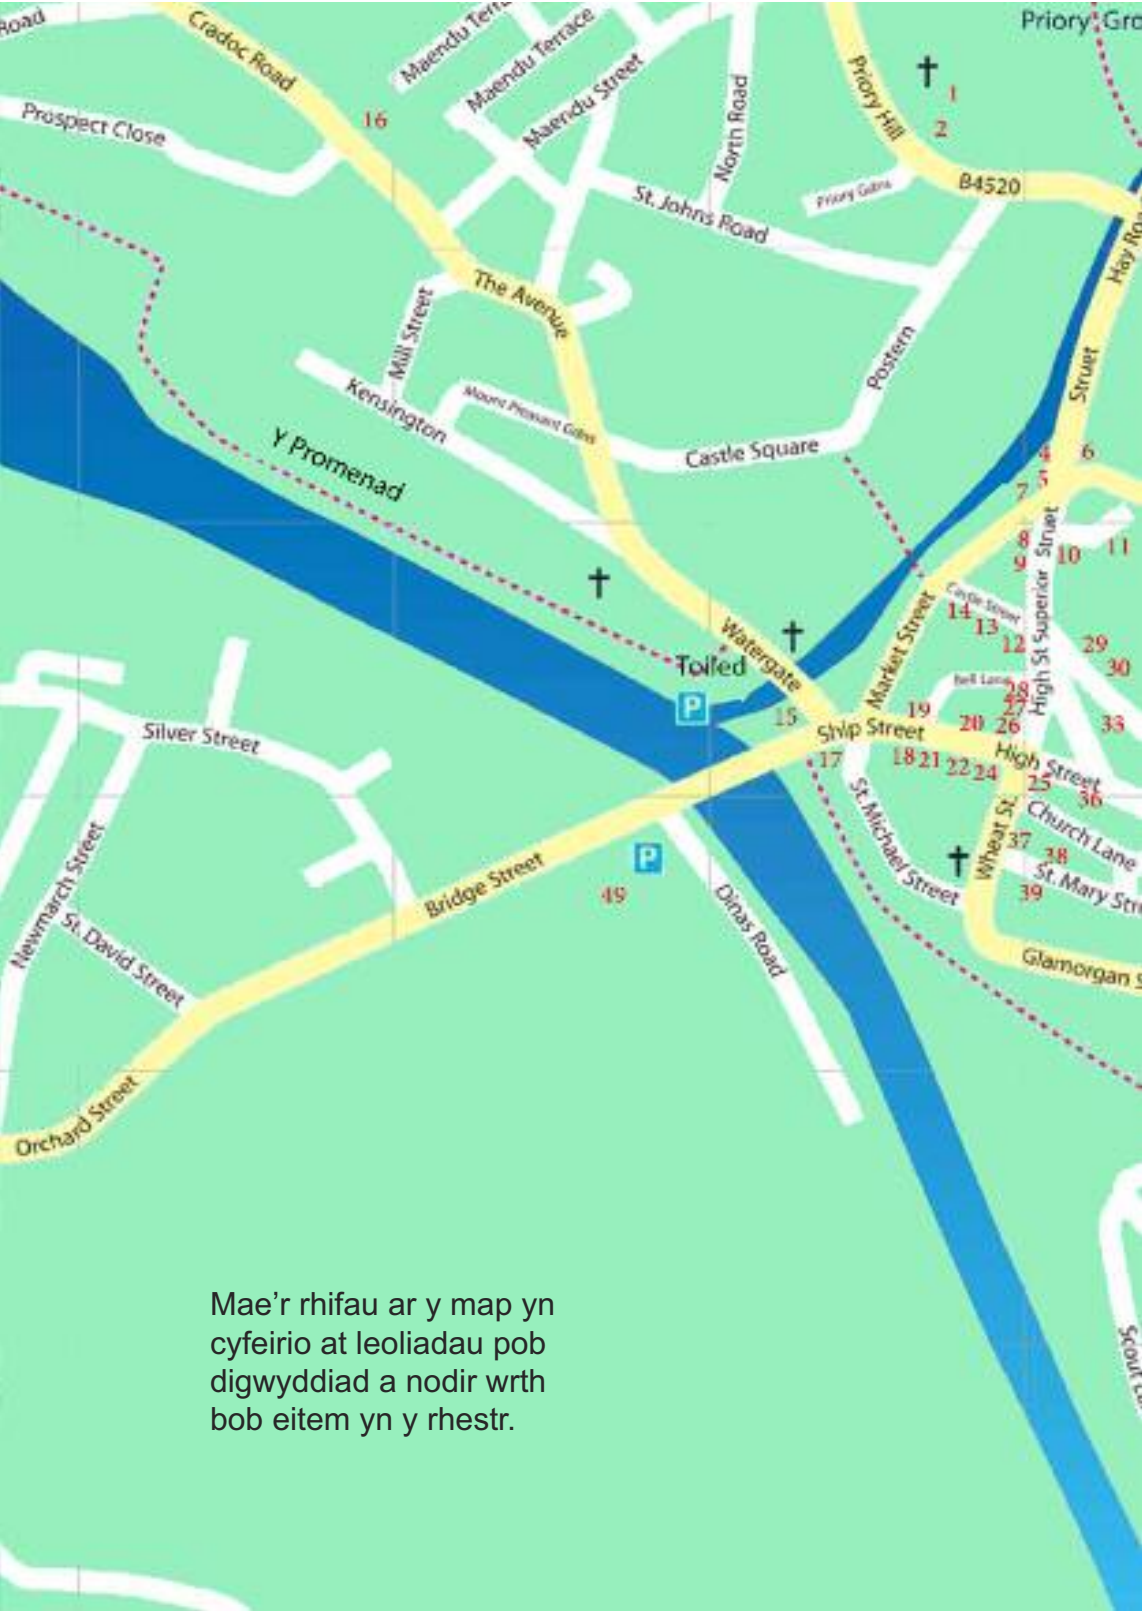 Road
Cradoc Road
Maendu Terrace
Maendu Street
Priory Gro
Prospect Close
16
North Road
Priory Hill
1
2
B4520
Priory Gdns
St. Johns Road
Hay Roa
The Avenue
Mill Street
Kensington
Mount Pleasant Gdns
Postern
Struet
Castle Square
Y Promenad
4
6
5
7
8
9
10
11
High St Superior
Struet
Castle Street
14
13
12
29
30
Market Street
Watergate
Toiled
P
15
Bell Lane
28
27
19
20
26
33
Ship Street
17
18
21
22
24
High Street
25
36
Silver Street
St. Michael Street
Wheat St.
Church Lane
37
38
St. Mary Stre
39
P
49
Bridge Street
Dinas Road
Newmarch Street
St. David Street
Glamorgan S
Orchard Street
Mae’r rhifau ar y map yn
cyfeirio at leoliadau pob
digwyddiad a nodir wrth
bob eitem yn y rhestr.